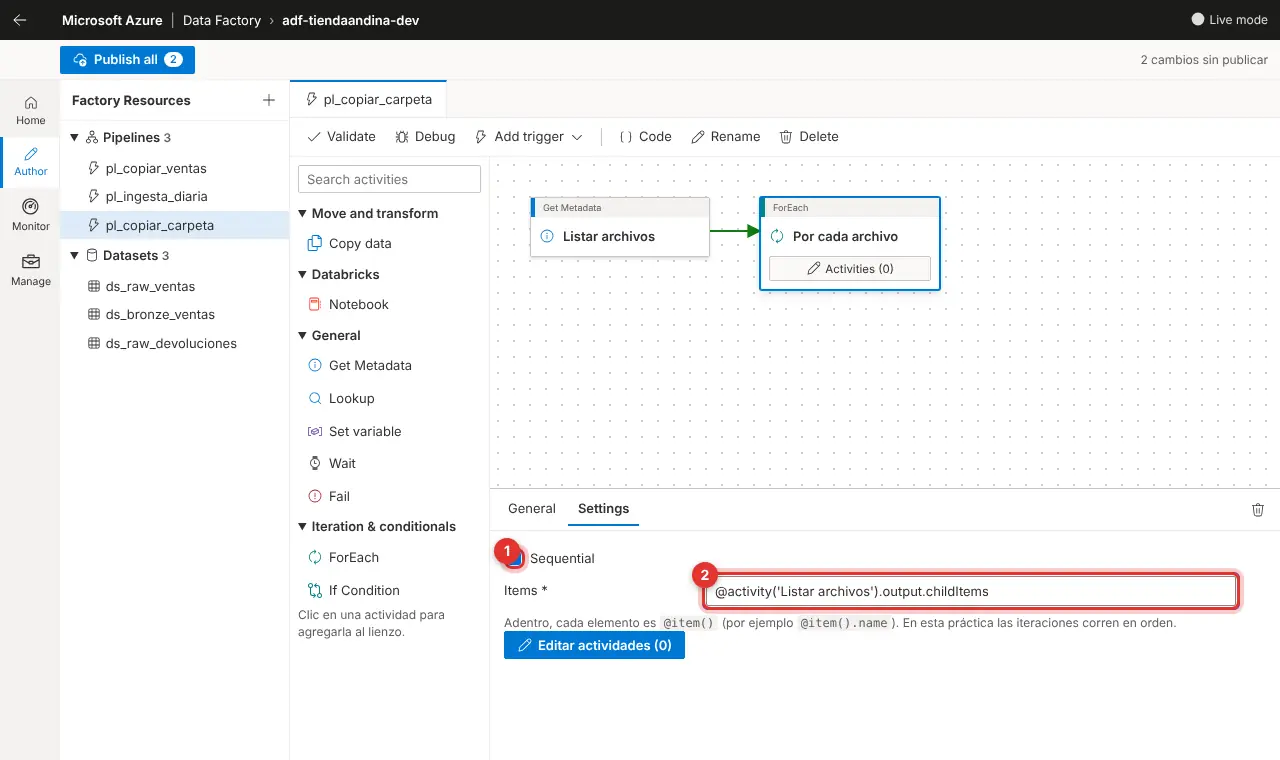 Microsoft Azure | Data Factory › adf-tiendaandina-dev
Live mode
Publish all 2
2 cambios sin publicar
Home
Author
Monitor
Manage
Factory Resources
Pipelines 3
pl_copiar_ventas
pl_ingesta_diaria
pl_copiar_carpeta
Datasets 3
ds_raw_ventas
ds_bronze_ventas
ds_raw_devoluciones
pl_copiar_carpeta
Validate Debug Add trigger Code Rename Delete
Search activities
Move and transform
Copy data
Databricks
Notebook
General
Get Metadata
Lookup
Set variable
Wait
Fail
Iteration & conditionals
ForEach
If Condition
Clic en una actividad para
agregarla al lienzo.
Get Metadata
Listar archivos
ForEach
Por cada archivo
Activities (0)
General Settings
1
Sequential
2
Items * @activity('Listar archivos').output.childItems
Adentro, cada elemento es @item() (por ejemplo @item().name). En esta práctica las iteraciones corren en orden.
Editar actividades (0)